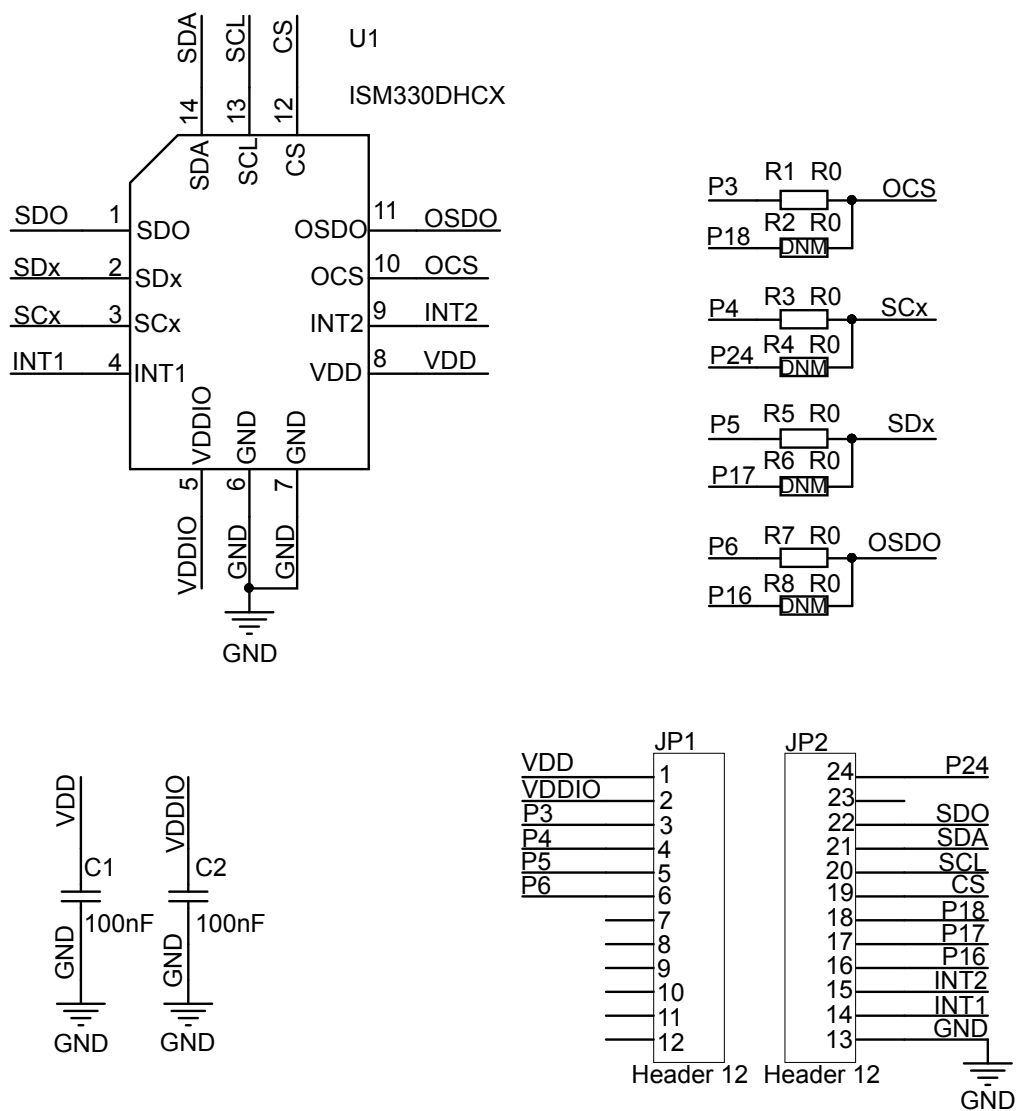 SDA SCL CS
U1
ISM330DHCX
14 13 12
SDA SCL CS
SDO 1 SDO
SDx 2 SDx
SCx 3 SCx
INT1 4 INT1
OSDO 11 OSDO
OCS 10 OCS
INT2 9 INT2
VDD 8 VDD
VDDIO GND GND
5 6 7
VDDIO GND GND
GND
P3 R1 R0 OCS
P18 R2 R0
DNM
P4 R3 R0 SCx
P24 R4 R0
DNM
P5 R5 R0 SDx
P17 R6 R0
DNM
P6 R7 R0 OSDO
P16 R8 R0
DNM
VDD
C1
100nF
GND
GND
VDDIO
C2
100nF
GND
GND
JP1
VDD 1
VDDIO 2
P3 3
P4 4
P5 5
P6 6
7
8
9
10
11
12
Header 12
JP2
24 P24
23
22 SDO
21 SDA
20 SCL
19 CS
18 P18
17 P17
16 P16
15 INT2
14 INT1
13 GND
Header 12
GND